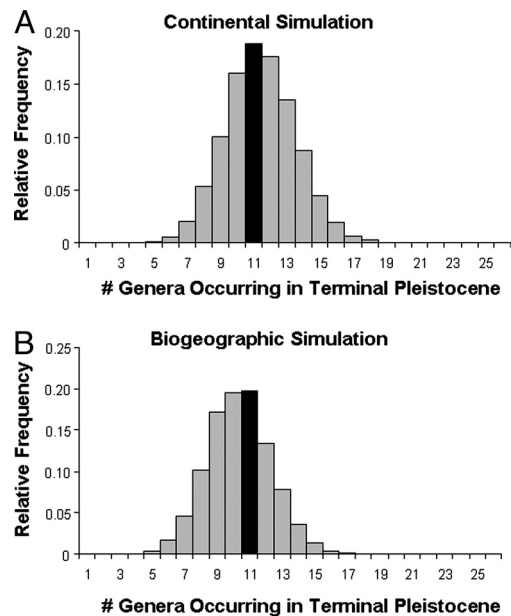 A
Continental Simulation
Relative Frequency
0.20
0.15
0.10
0.05
0
1 3 5 7 9 11 13 15 17 19 21 23 25
# Genera Occurring in Terminal Pleistocene
B
Biogeographic Simulation
Relative Frequency
0.25
0.20
0.15
0.10
0.05
0
1 3 5 7 9 11 13 15 17 19 21 23 25
# Genera Occurring in Terminal Pleistocene